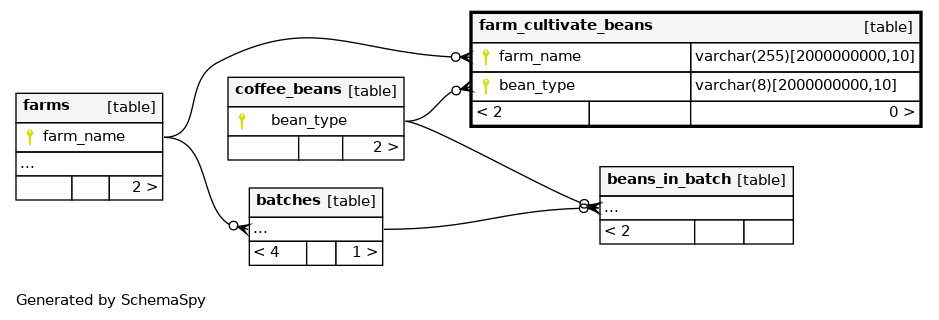 farm_cultivate_beans [table]
farm_name varchar(255)[2000000000,10]
bean_type varchar(8)[2000000000,10]
< 2 0 >
coffee_beans [table]
bean_type
2 >
farms [table]
farm_name
...
2 >
beans_in_batch [table]
...
< 2
batches [table]
...
< 4 1 >
Generated by SchemaSpy